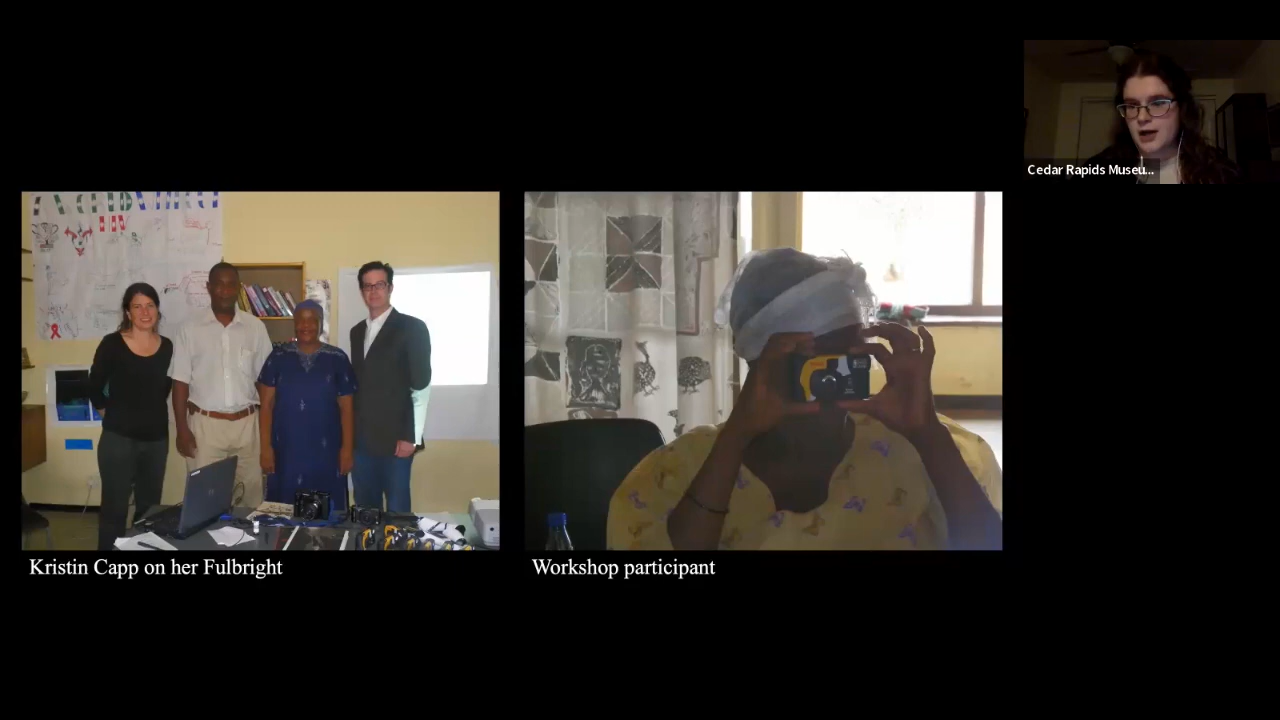 Cedar Rapids Museu...
Kristin Capp on her Fulbright
Workshop participant